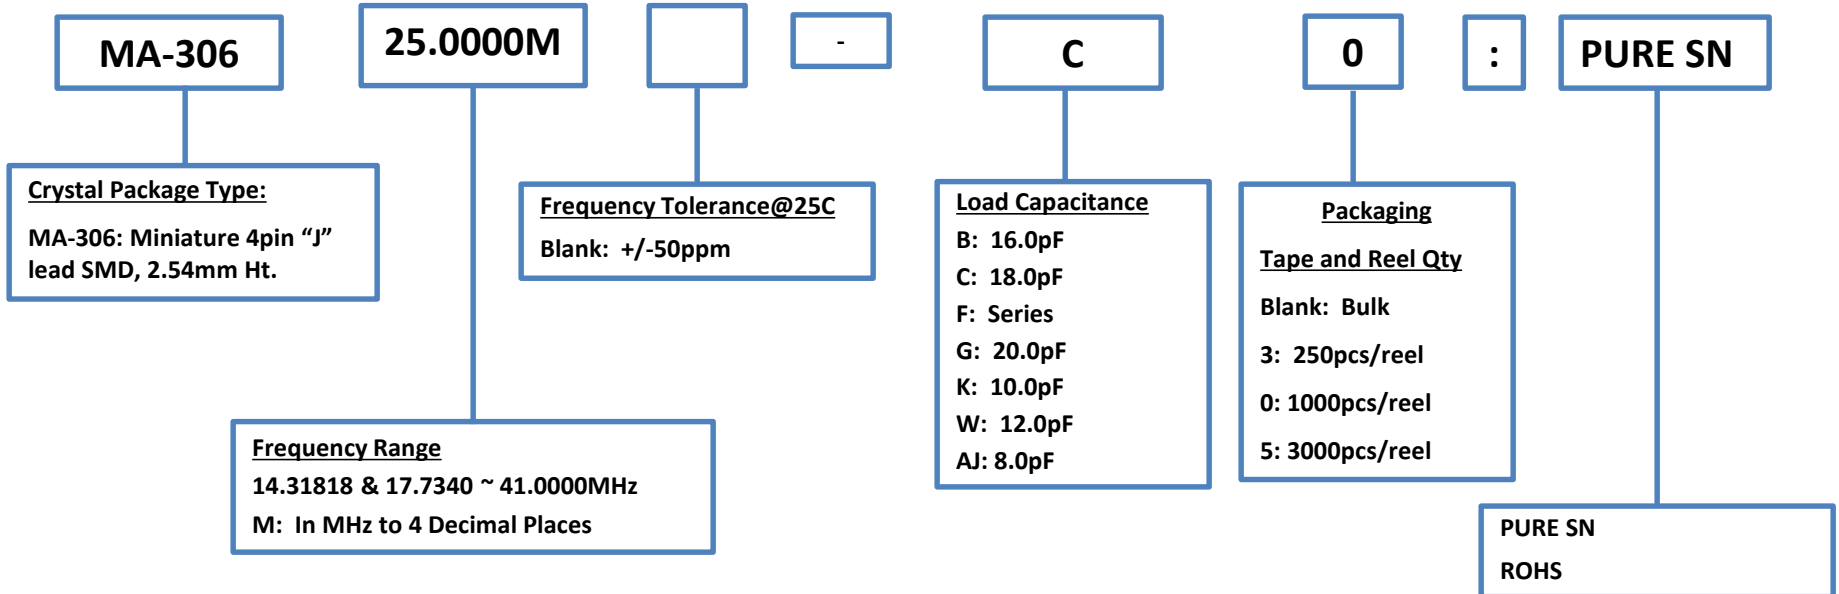 MA-306
25.0000M
-
C
0
:
PURE SN
Crystal Package Type:
MA-306: Miniature 4pin “J”
lead SMD, 2.54mm Ht.
Frequency Tolerance@25C
Blank: +/-50ppm
Load Capacitance
B: 16.0pF
C: 18.0pF
F: Series
G: 20.0pF
K: 10.0pF
W: 12.0pF
AJ: 8.0pF
Packaging
Tape and Reel Qty
Blank: Bulk
3: 250pcs/reel
0: 1000pcs/reel
5: 3000pcs/reel
Frequency Range
14.31818 & 17.7340 ~ 41.0000MHz
M: In MHz to 4 Decimal Places
PURE SN
ROHS